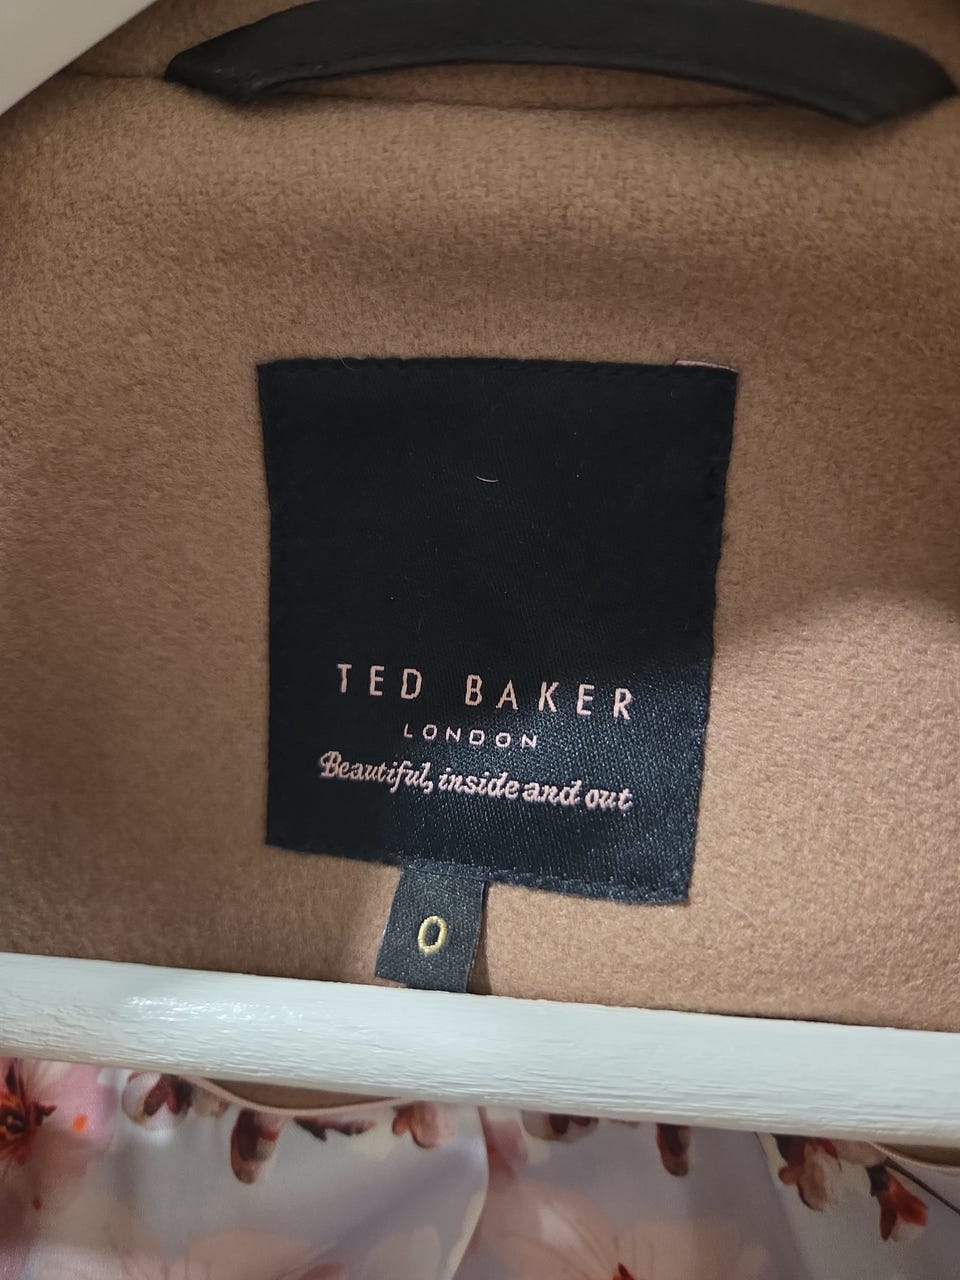 TED BAKER
LONDON
Beautiful, inside and out
0